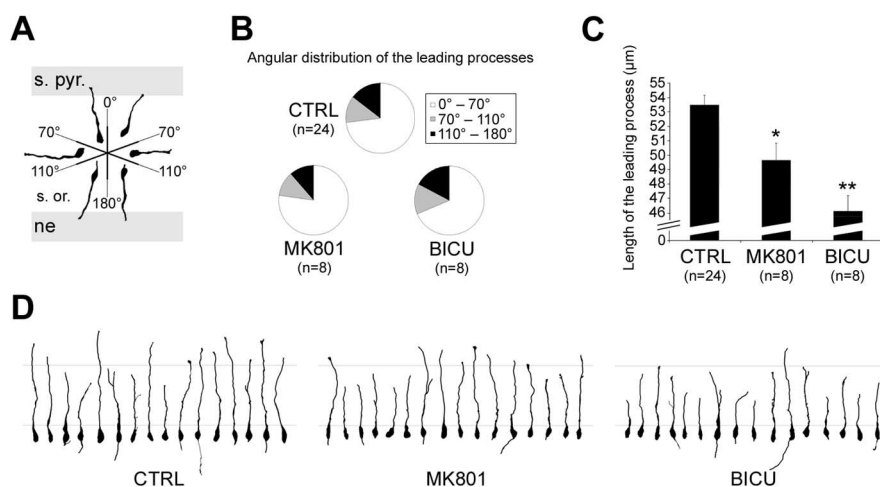 A
s. pyr.
0°
70°
70°
110°
110°
s. or.
180°
ne
B
Angular distribution of the leading processes
CTRL
(n=24)
0° – 70°
70° – 110°
110° – 180°
MK801
(n=8)
BICU
(n=8)
C
Length of the leading process (µm)
55
54
53
52
51
50
49
48
47
46
0
*
**
CTRL
(n=24)
MK801
(n=8)
BICU
(n=8)
D
CTRL
MK801
BICU